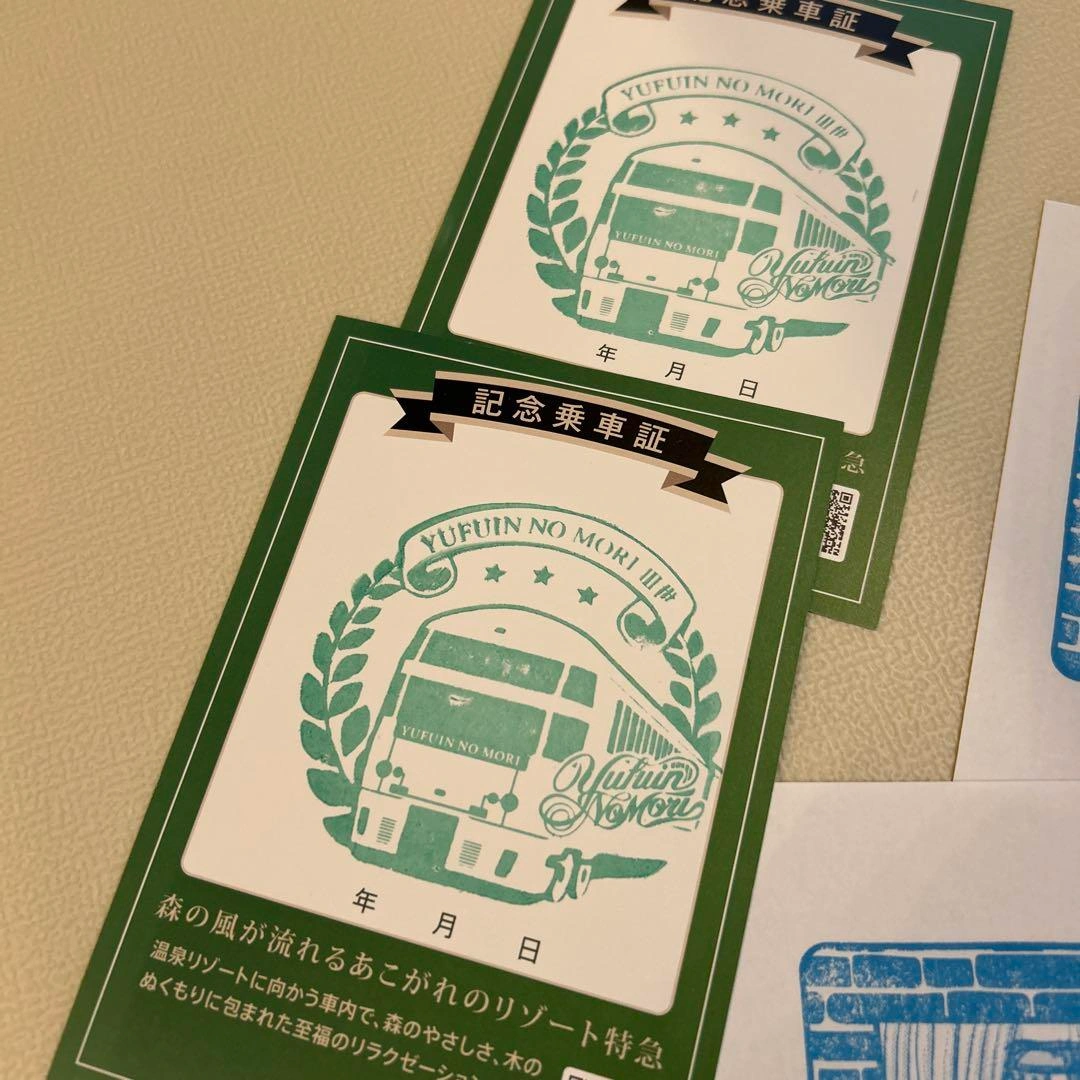 記念乗車証
YUFUIN NO MORI III世
YUFUIN NO MORI
Yufuin
NoMori
年 月 日
急
記念乗車証
YUFUIN NO MORI III世
YUFUIN NO MORI
Yufuin
NoMori
年 月 日
森の風が流れるあこがれのリゾート特急
温泉リゾートに向かう車内で、森のやさしさ、木の
ぬくもりに包まれた至福のリラクゼーション